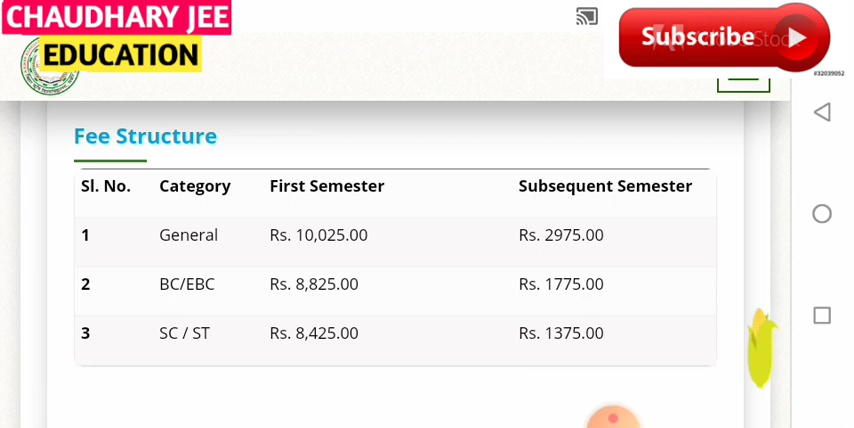 CHAUDHARY JEE
EDUCATION
Subscribe
#32039052
Fee Structure
Sl. No. Category First Semester Subsequent Semester
1 General Rs. 10,025.00 Rs. 2975.00
2 BC/EBC Rs. 8,825.00 Rs. 1775.00
3 SC / ST Rs. 8,425.00 Rs. 1375.00